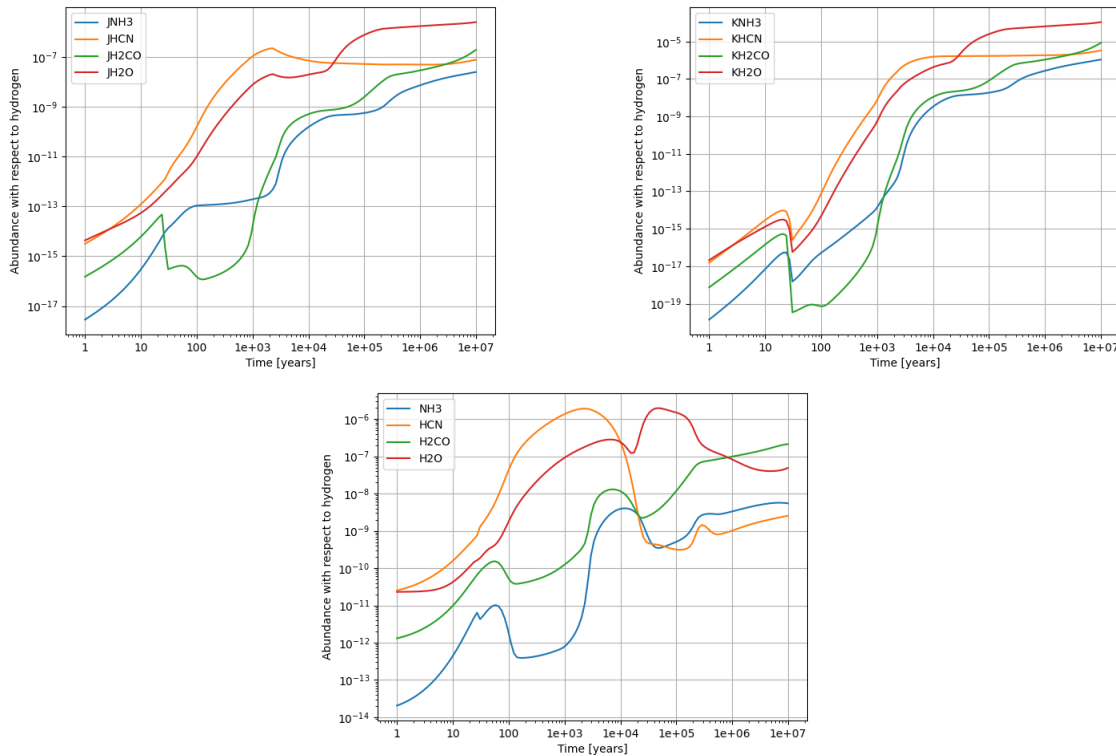 JNH3
JHCN
JH2CO
JH2O
Abundance with respect to hydrogen
10⁻⁷
10⁻⁹
10⁻¹¹
10⁻¹³
10⁻¹⁵
10⁻¹⁷
1 10 100 1e+03 1e+04 1e+05 1e+06 1e+07
Time [years]
KNH3
KHCN
KH2CO
KH2O
Abundance with respect to hydrogen
10⁻⁵
10⁻⁷
10⁻⁹
10⁻¹¹
10⁻¹³
10⁻¹⁵
10⁻¹⁷
10⁻¹⁹
1 10 100 1e+03 1e+04 1e+05 1e+06 1e+07
Time [years]
NH3
HCN
H2CO
H2O
Abundance with respect to hydrogen
10⁻⁶
10⁻⁷
10⁻⁸
10⁻⁹
10⁻¹⁰
10⁻¹¹
10⁻¹²
10⁻¹³
10⁻¹⁴
1 10 100 1e+03 1e+04 1e+05 1e+06 1e+07
Time [years]